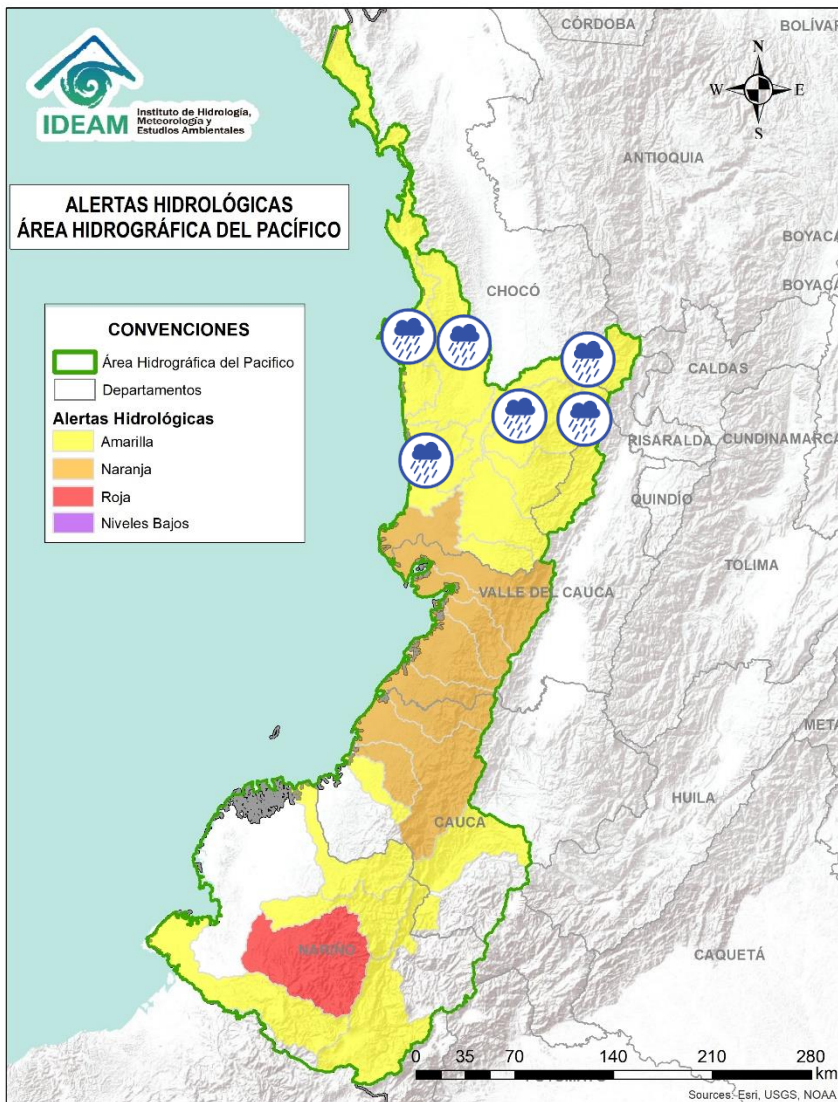 CÓRDOBA
BOLÍVAR
N
W
E
S
IDEAM
Instituto de Hidrología,
Meteorología y
Estudios Ambientales
ANTIOQUIA
ALERTAS HIDROLÓGICAS
ÁREA HIDROGRÁFICA DEL PACÍFICO
BOYACÁ
BOYACÁ
CHOCÓ
CONVENCIONES
Área Hidrográfica del Pacifico
Departamentos
Alertas Hidrológicas
Amarilla
Naranja
Roja
Niveles Bajos
CALDAS
RISARALDA
CUNDINAMARCA
QUINDÍO
TOLIMA
VALLE DEL CAUCA
META
HUILA
CAUCA
NARIÑO
CAQUETÁ
0 35 70 140 210 280
km
Sources: Esri, USGS, NOAA